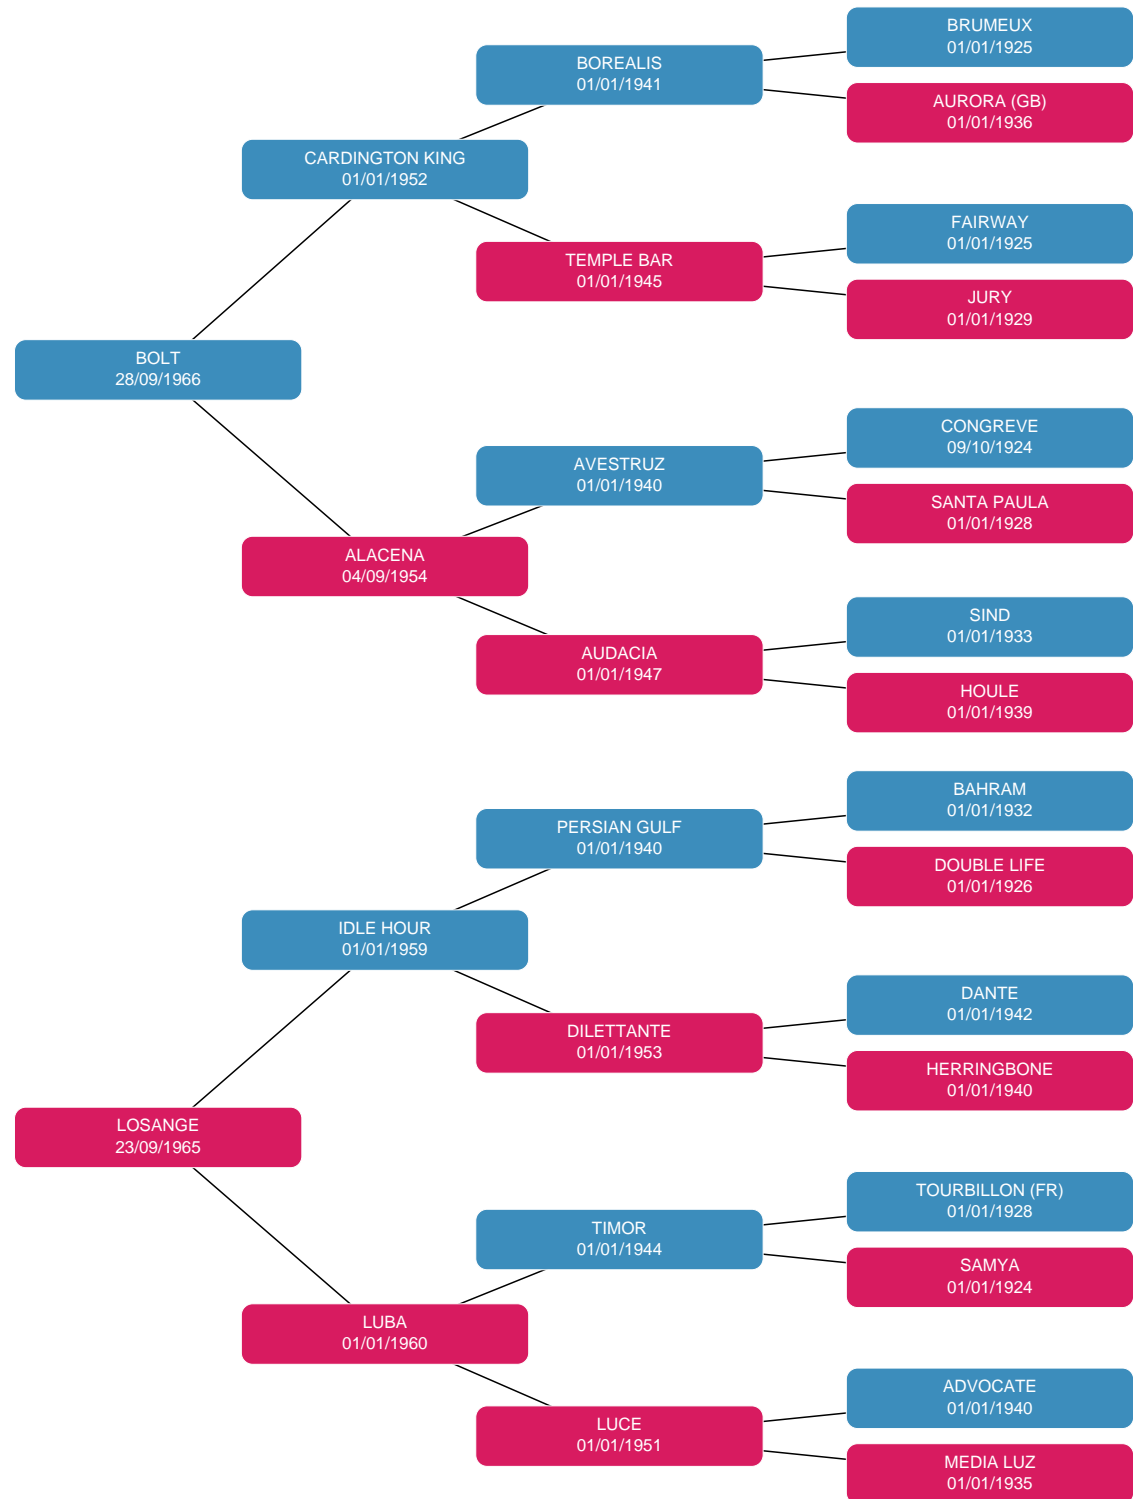 BRUMEUX
01/01/1925
BOREALIS
01/01/1941
AURORA (GB)
01/01/1936
CARDINGTON KING
01/01/1952
FAIRWAY
01/01/1925
TEMPLE BAR
01/01/1945
JURY
01/01/1929
BOLT
28/09/1966
CONGREVE
09/10/1924
AVESTRUZ
01/01/1940
SANTA PAULA
01/01/1928
ALACENA
04/09/1954
SIND
01/01/1933
AUDACIA
01/01/1947
HOULE
01/01/1939
BAHRAM
01/01/1932
PERSIAN GULF
01/01/1940
DOUBLE LIFE
01/01/1926
IDLE HOUR
01/01/1959
DANTE
01/01/1942
DILETTANTE
01/01/1953
HERRINGBONE
01/01/1940
LOSANGE
23/09/1965
TOURBILLON (FR)
01/01/1928
TIMOR
01/01/1944
SAMYA
01/01/1924
LUBA
01/01/1960
ADVOCATE
01/01/1940
LUCE
01/01/1951
MEDIA LUZ
01/01/1935